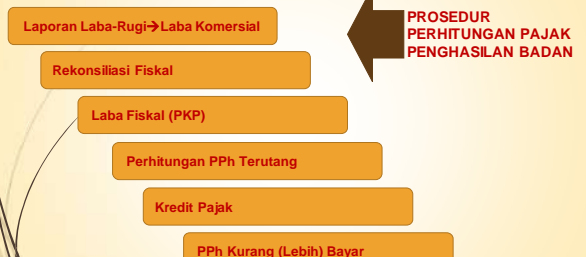 Laporan Laba-Rugi→Laba Komersial
PROSEDUR
PERHITUNGAN PAJAK
PENGHASILAN BADAN
Rekonsiliasi Fiskal
Laba Fiskal (PKP)
Perhitungan PPh Terutang
Kredit Pajak
PPh Kurang (Lebih) Bayar